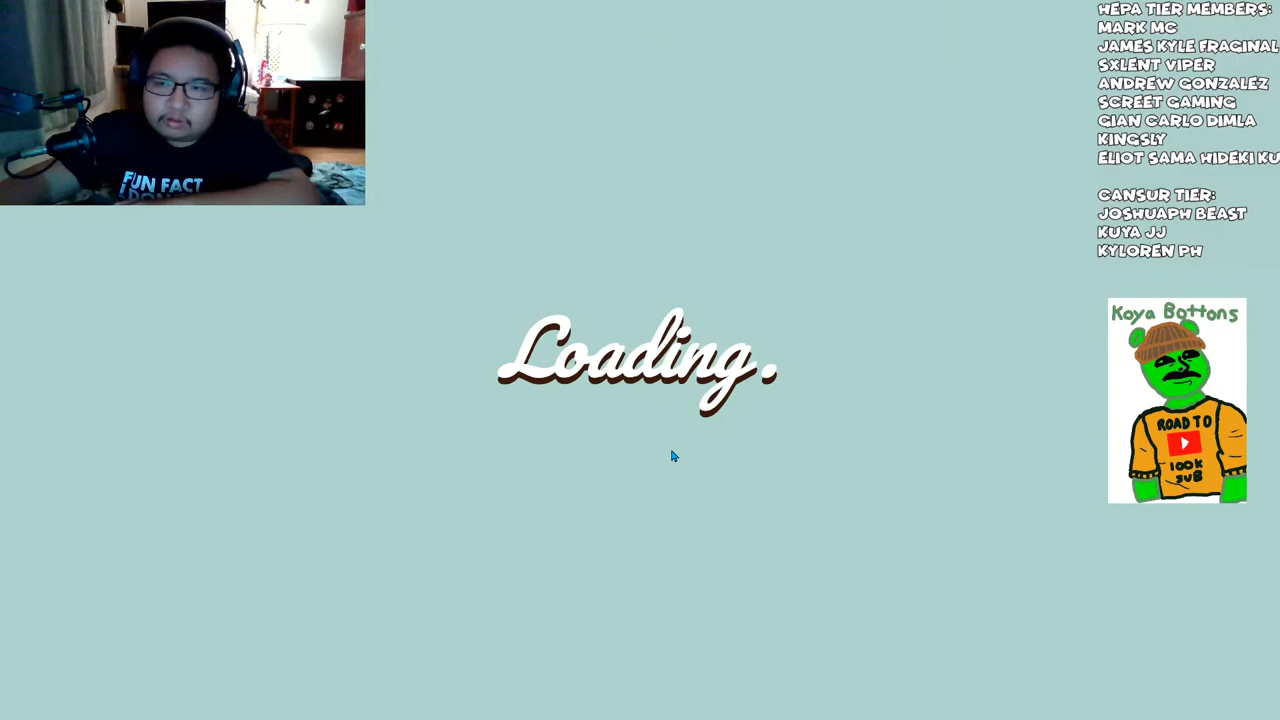 FUN FACT
HEPA TIER MEMBERS:
MARK MC
JAMES KYLE FRAGINAL
SXLENT VIPER
ANDREW GONZALEZ
SCREET GAMING
GIAN CARLO DIMLA
KINGSLY
ELIOT SAMA HIDEKI KU
CANSUR TIER:
JOSHUAPH BEAST
KUYA JJ
KYLOREN PH
Loading.
Koya Bottons
ROAD TO
100K
SUB